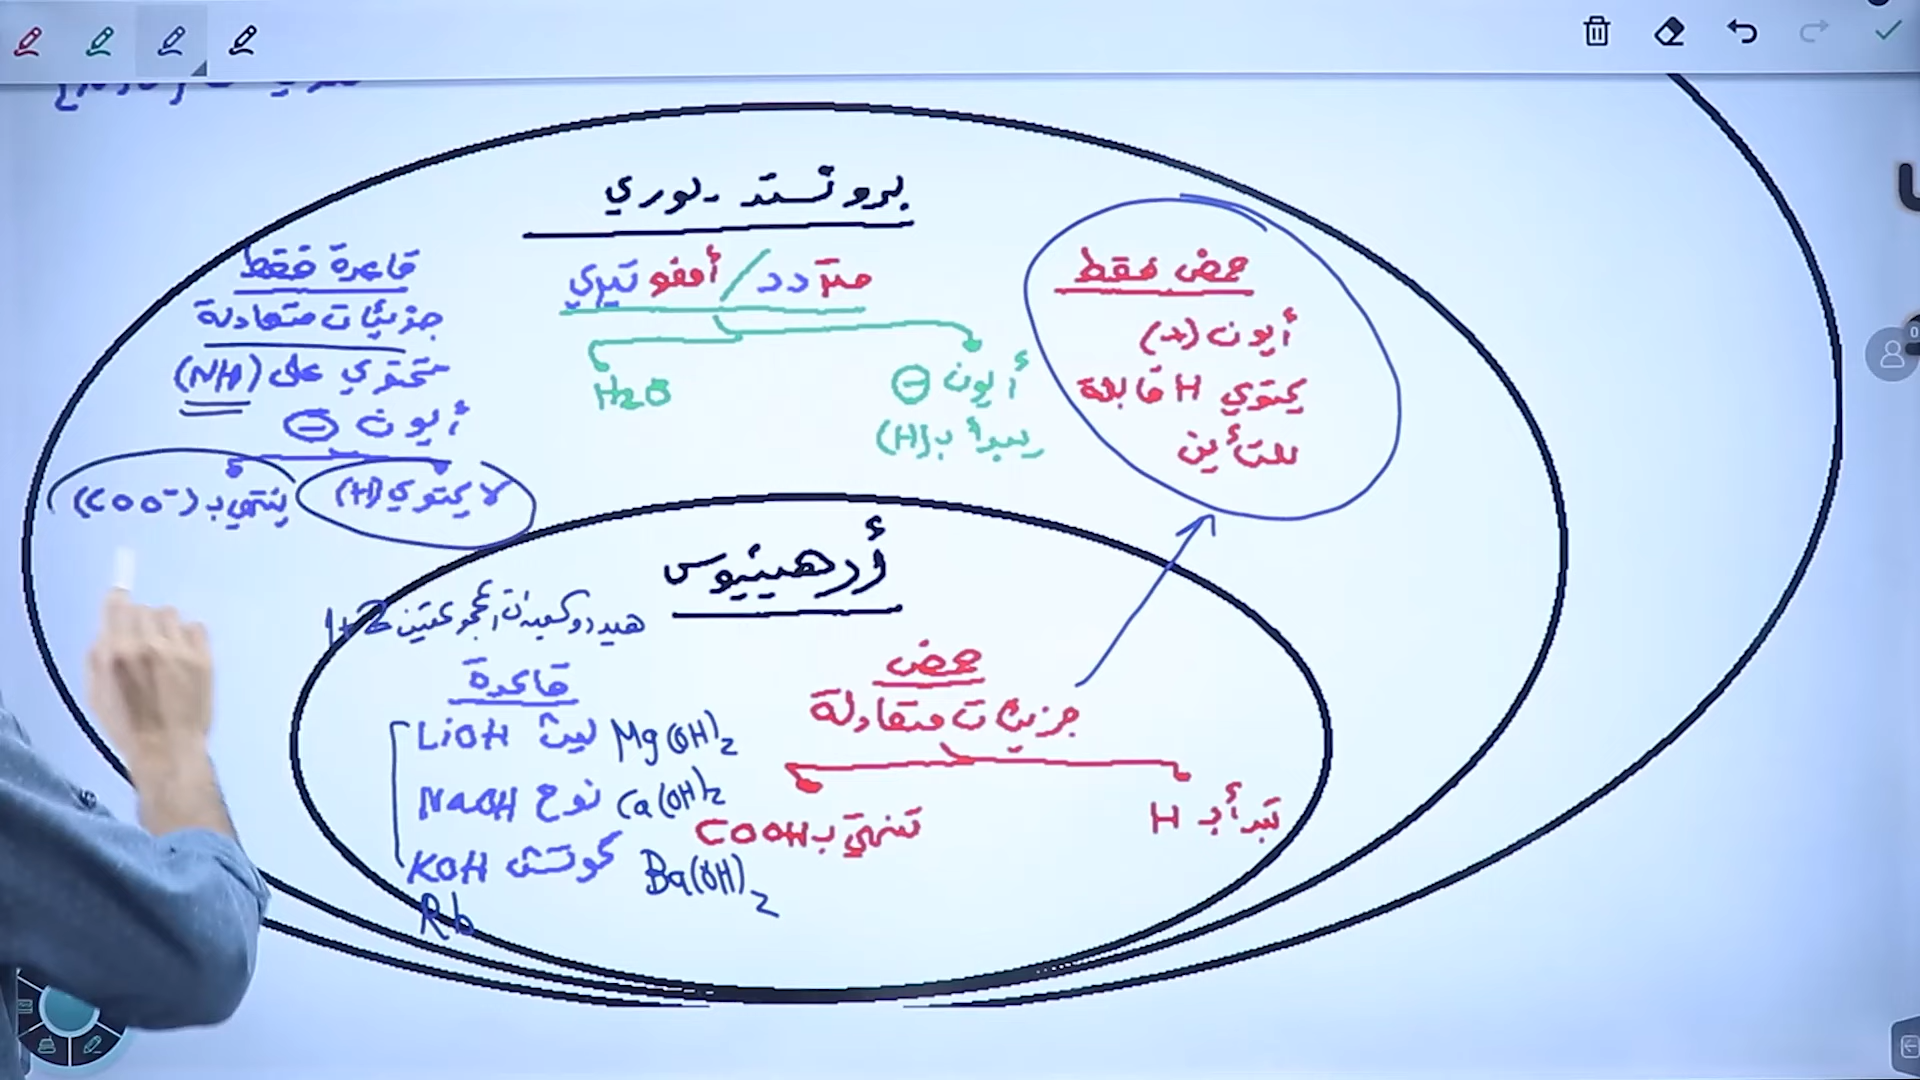 برونستد - لوري
حمض فقط
أيون (+)
يحتوي H قابلة
للتأين
متردد / أمفوتيري
H2O
أيون ⊖
يبدأ بـ (H)
قاعدة فقط
جزيئات متعادلة
تحتوي على (NH)
أيون ⊖
لا يحتوي (H)
ينتهي بـ (COO⁻)
أرهينيوس
حمض
جزيئات متعادلة
تبدأ بـ H
تنتهي بـ COOH
هيدروكسيدات المجموعتين 1+2
قاعدة
LiOH ليث Mg(OH)2
NaOH نوح Ca(OH)2
KOH كوتش Ba(OH)2
Rb